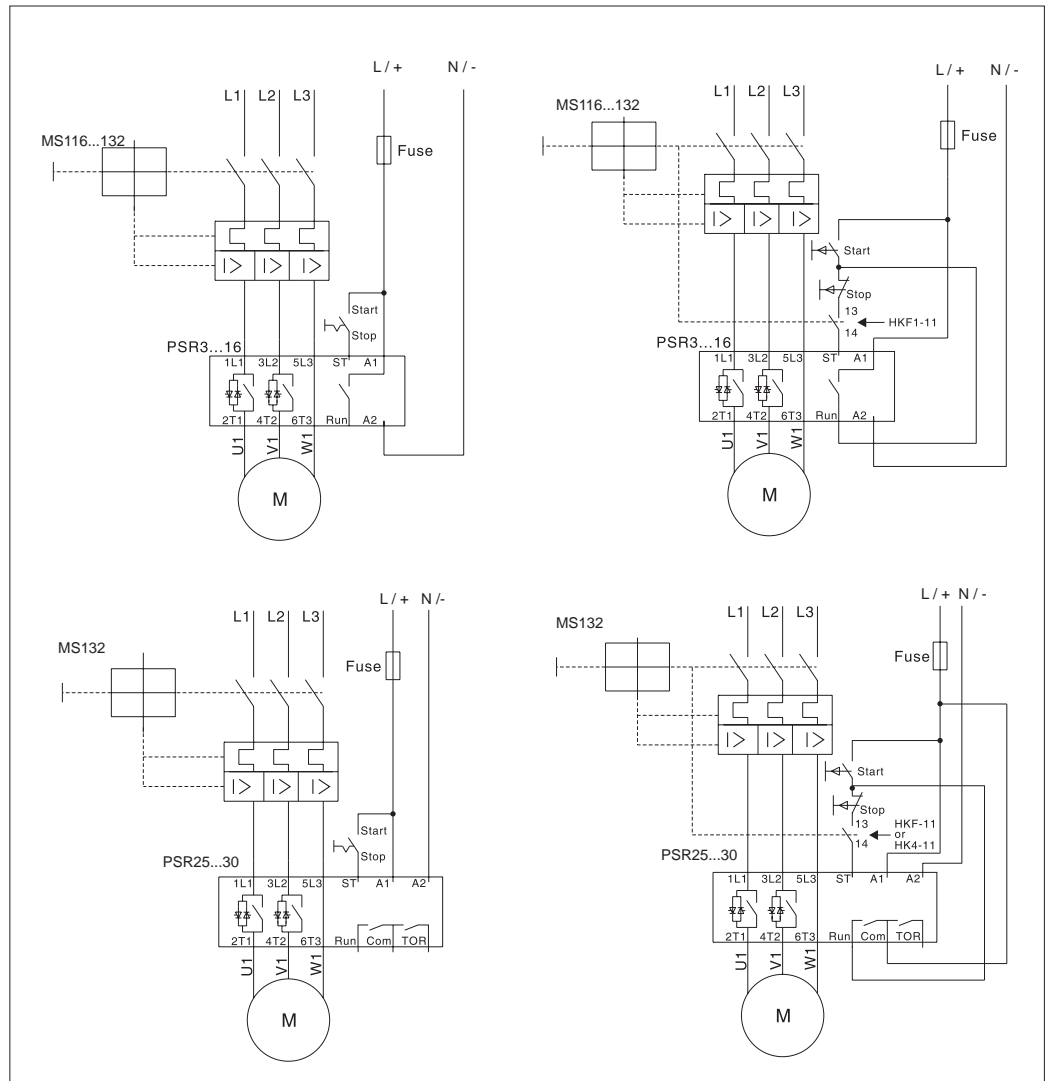 L / + N / -
L1 L2 L3
MS116...132
Fuse
I> I> I>
Start
Stop
PSR3...16
1L1 3L2 5L3 ST A1
2T1 4T2 6T3 Run A2
U1 V1 W1
M
L / + N / -
L1 L2 L3
MS116...132
Fuse
I> I> I>
Start
Stop
13
14
HKF1-11
PSR3...16
1L1 3L2 5L3 ST A1
2T1 4T2 6T3 Run A2
U1 V1 W1
M
L / + N / -
L1 L2 L3
MS132
Fuse
I> I> I>
Start
Stop
PSR25...30
1L1 3L2 5L3 ST A1 A2
2T1 4T2 6T3 Run Com TOR
U1 V1 W1
M
L / + N / -
L1 L2 L3
MS132
Fuse
I> I> I>
Start
Stop
13
14
HKF-11
or
HK4-11
PSR25...30
1L1 3L2 5L3 ST A1 A2
2T1 4T2 6T3 Run Com TOR
U1 V1 W1
M